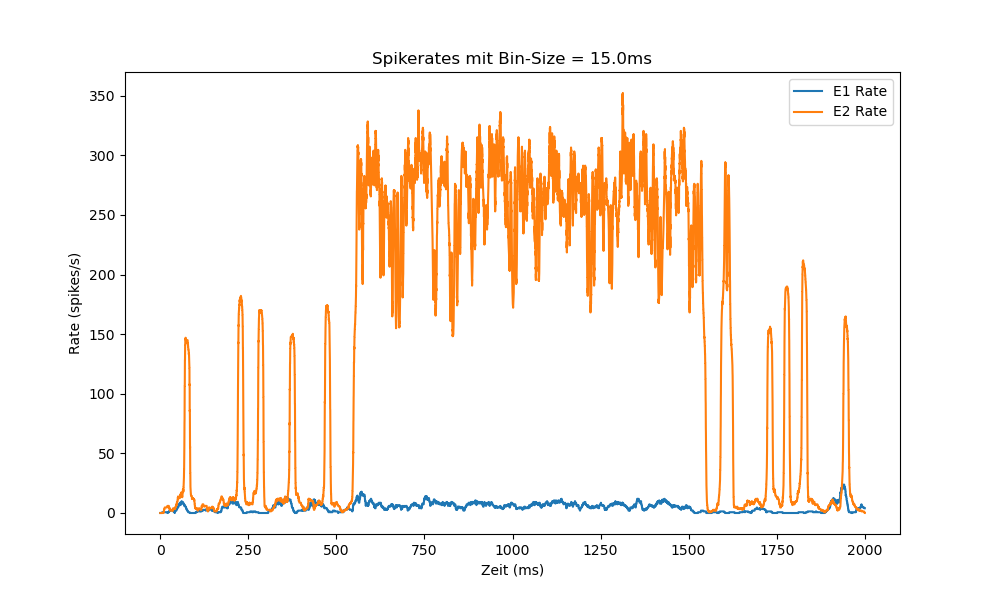 Spikerates mit Bin-Size = 15.0ms
E1 Rate
E2 Rate
Rate (spikes/s)
350
300
250
200
150
100
50
0
0 250 500 750 1000 1250 1500 1750 2000
Zeit (ms)